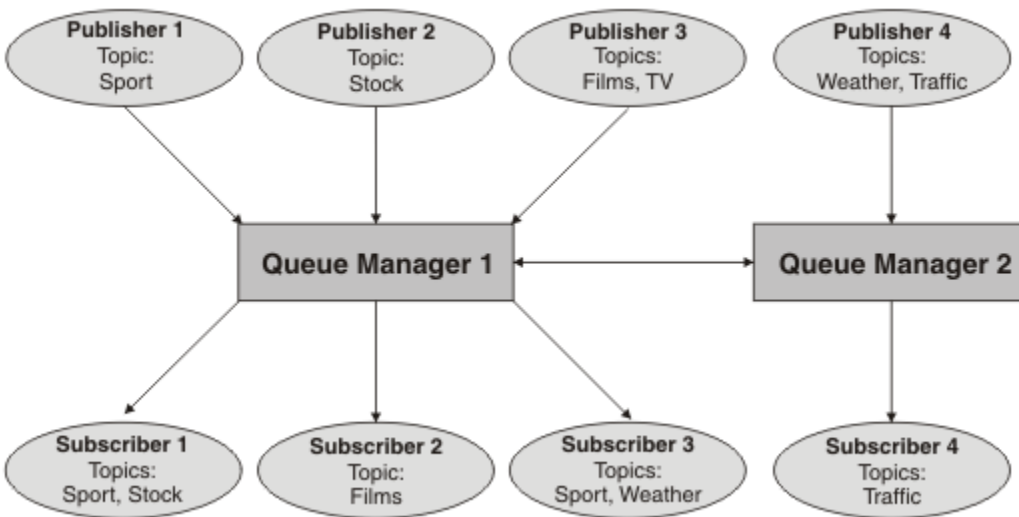 Publisher 1
Topic:
Sport
Publisher 2
Topic:
Stock
Publisher 3
Topics:
Films, TV
Publisher 4
Topics:
Weather, Traffic
Queue Manager 1
Queue Manager 2
Subscriber 1
Topics:
Sport, Stock
Subscriber 2
Topic:
Films
Subscriber 3
Topics:
Sport, Weather
Subscriber 4
Topics:
Traffic